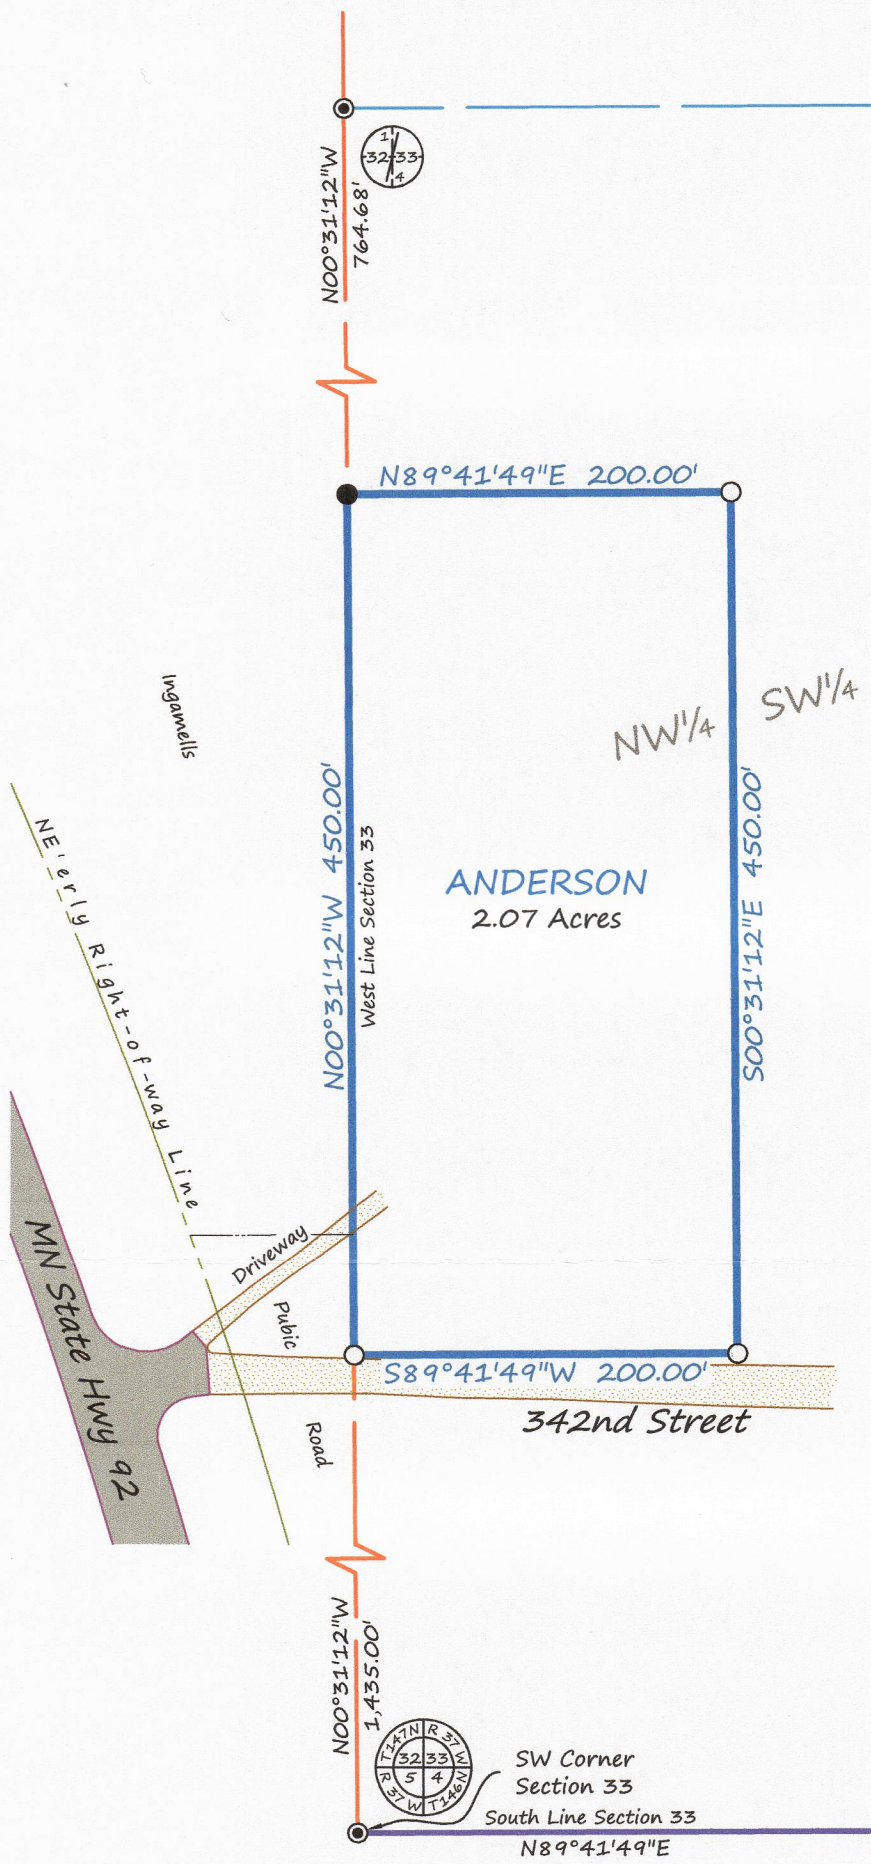 1
32 33
4
N00°31'12"W
764.68'
N89°41'49"E 200.00'
Ingamells
NW1/4
SW1/4
N00°31'12"W 450.00'
West Line Section 33
ANDERSON
2.07 Acres
S00°31'12"E 450.00'
NE'erly Right-of-way Line
Driveway
Pubic
Road
MN State Hwy 92
S89°41'49"W 200.00'
342nd Street
N00°31'12"W
1,435.00'
T147N R 37 W
32 33
5 4
R 37 W T146N
SW Corner
Section 33
South Line Section 33
N89°41'49"E